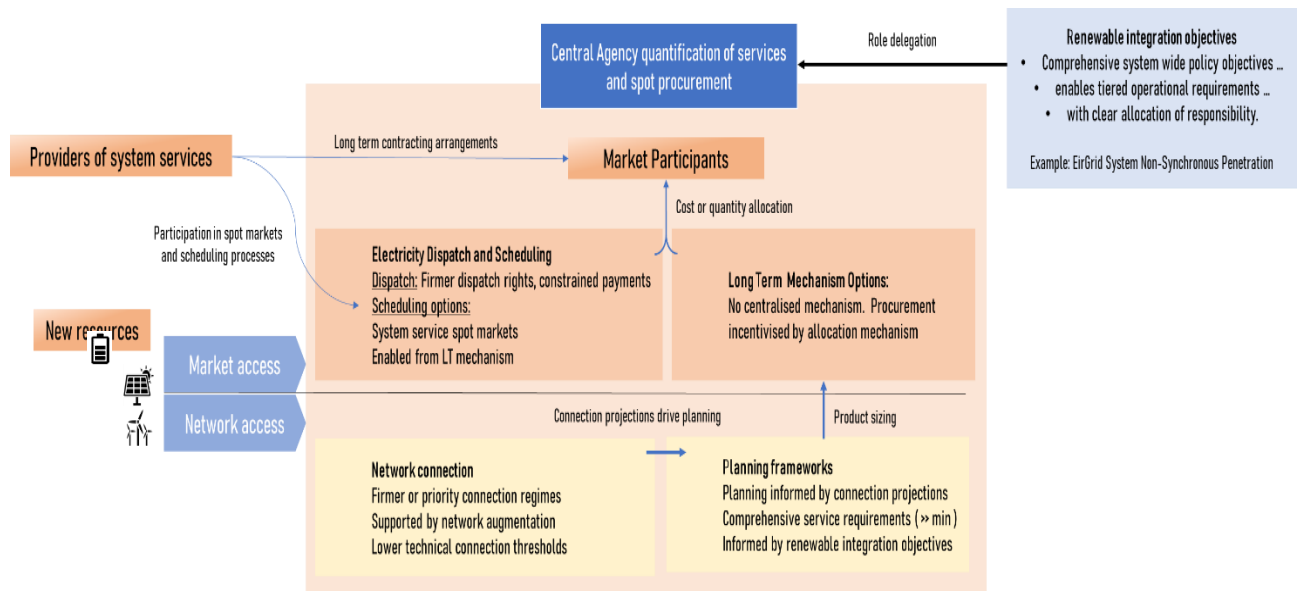 Central Agency quantification of services
and spot procurement
Role delegation
Renewable integration objectives
• Comprehensive system wide policy objectives ...
• enables tiered operational requirements ...
• with clear allocation of responsibility.
Example: EirGrid System Non-Synchronous Penetration
Providers of system services
Long term contracting arrangements
Market Participants
Cost or quantity allocation
Participation in spot markets
and scheduling processes
Electricity Dispatch and Scheduling
Dispatch: Firmer dispatch rights, constrained payments
Scheduling options:
System service spot markets
Enabled from LT mechanism
Long Term Mechanism Options:
No centralised mechanism. Procurement
incentivised by allocation mechanism
New resources
Market access
Network access
Connection projections drive planning
Product sizing
Network connection
Firmer or priority connection regimes
Supported by network augmentation
Lower technical connection thresholds
Planning frameworks
Planning informed by connection projections
Comprehensive service requirements (>> min)
Informed by renewable integration objectives